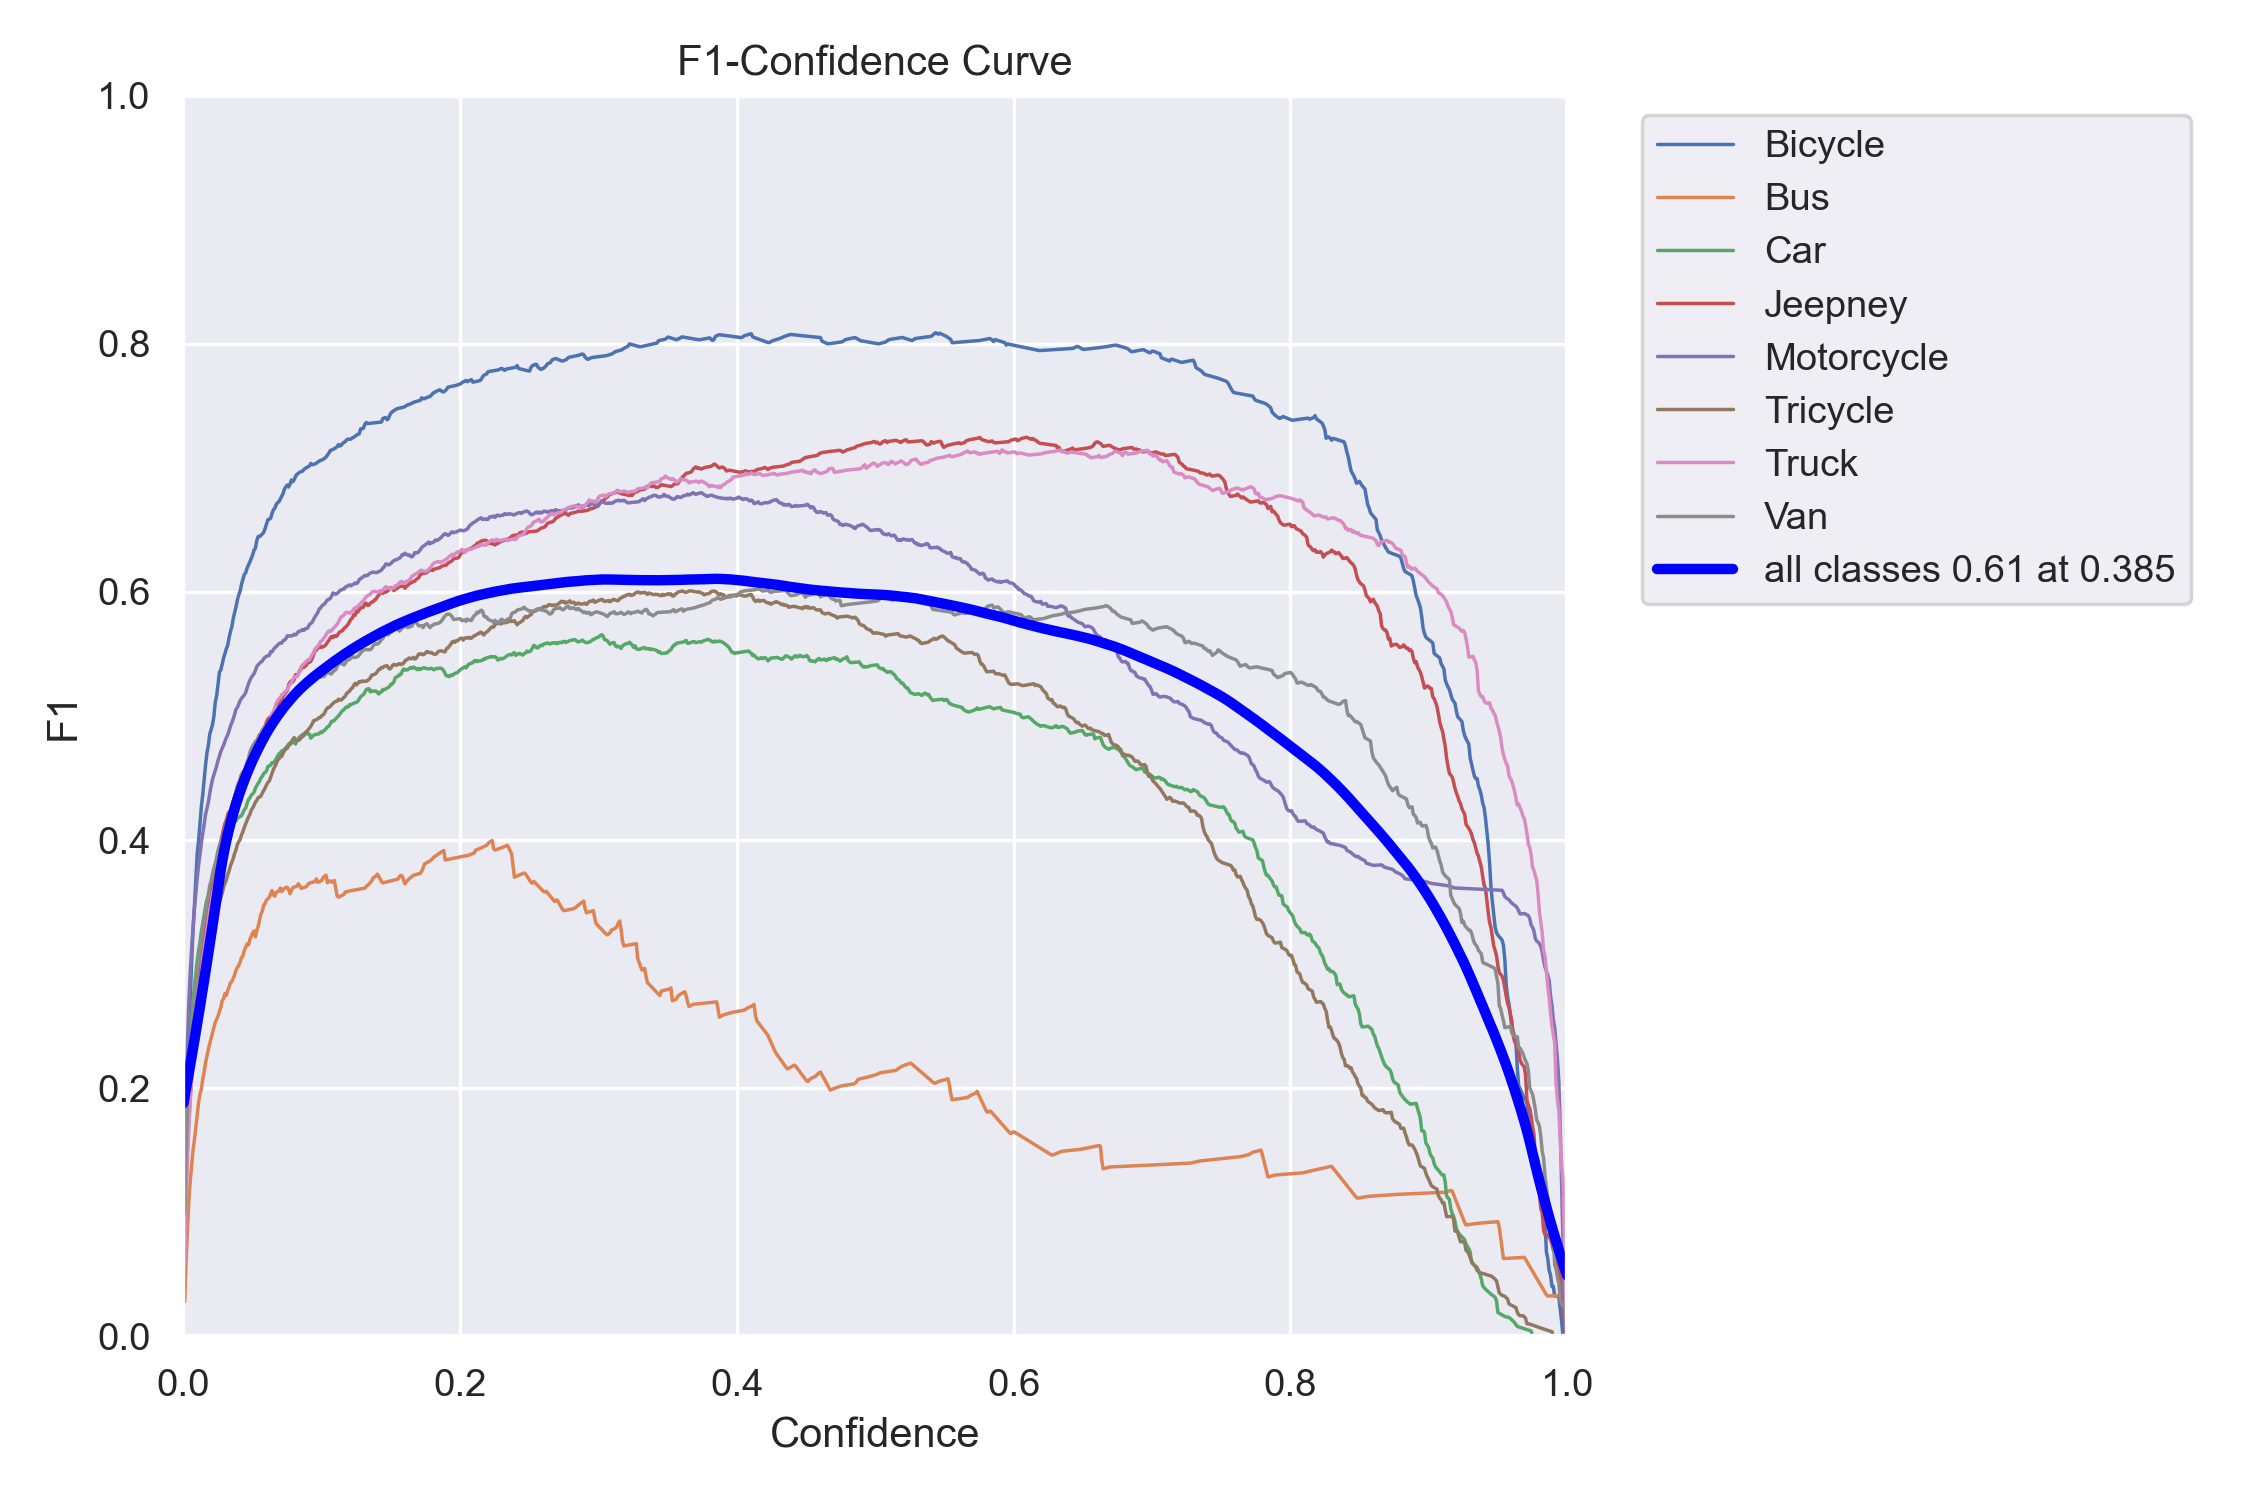 F1-Confidence Curve
1.0
0.8
0.6
0.4
0.2
0.0
F1
0.0 0.2 0.4 0.6 0.8 1.0
Confidence
Bicycle
Bus
Car
Jeepney
Motorcycle
Tricycle
Truck
Van
all classes 0.61 at 0.385